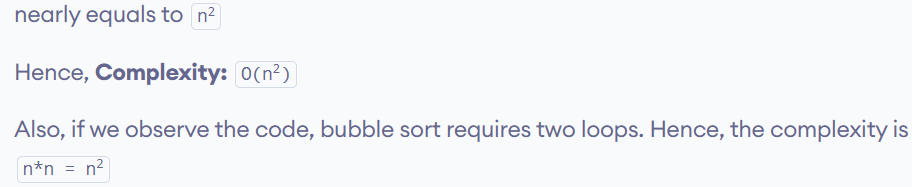 nearly equals to n²
Hence, Complexity: O(n²)
Also, if we observe the code, bubble sort requires two loops. Hence, the complexity is
n*n = n²